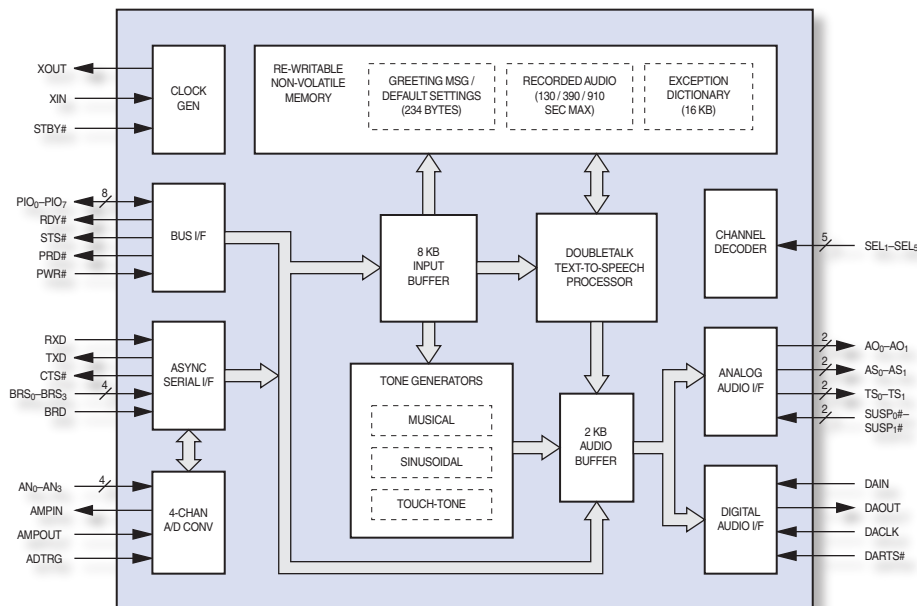 XOUT
XIN
STBY#
CLOCK
GEN
RE-WRITABLE
NON-VOLATILE
MEMORY
GREETING MSG /
DEFAULT SETTINGS
(234 BYTES)
RECORDED AUDIO
(130 / 390 / 910
SEC MAX)
EXCEPTION
DICTIONARY
(16 KB)
PIO₀–PIO₇
8
RDY#
STS#
PRD#
PWR#
BUS I/F
8 KB
INPUT
BUFFER
DOUBLETALK
TEXT-TO-SPEECH
PROCESSOR
CHANNEL
DECODER
5
SEL₁–SEL₅
RXD
TXD
CTS#
BRS₀–BRS₃
4
BRD
ASYNC
SERIAL I/F
TONE GENERATORS
MUSICAL
SINUSOIDAL
TOUCH-TONE
2 KB
AUDIO
BUFFER
ANALOG
AUDIO I/F
2
AO₀–AO₁
2
AS₀–AS₁
2
TS₀–TS₁
2
SUSP₀#–
SUSP₁#
AN₀–AN₃
4
AMPIN
AMPOUT
ADTRG
4-CHAN
A/D CONV
DIGITAL
AUDIO I/F
DAIN
DAOUT
DACLK
DARTS#